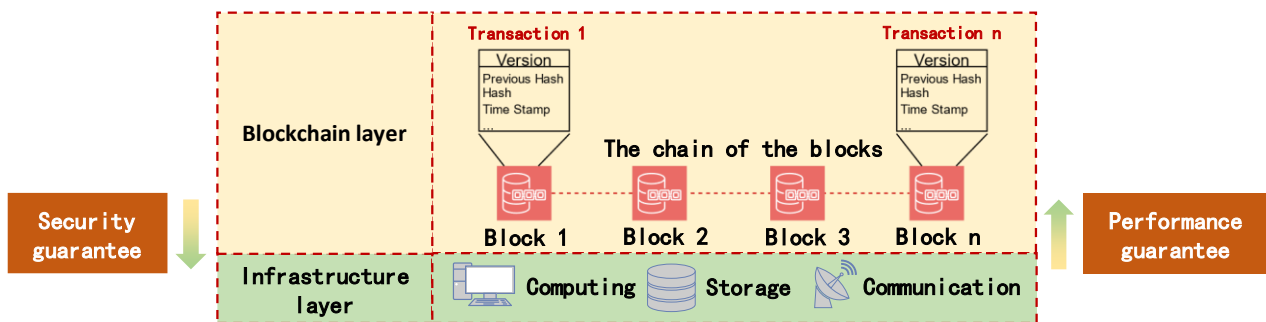 Transaction 1
Transaction n
Version
Previous Hash
Hash
Time Stamp
...
Version
Previous Hash
Hash
Time Stamp
...
Blockchain layer
The chain of the blocks
Block 1
Block 2
Block 3
Block n
Security
guarantee
Performance
guarantee
Infrastructure
layer
Computing
Storage
Communication